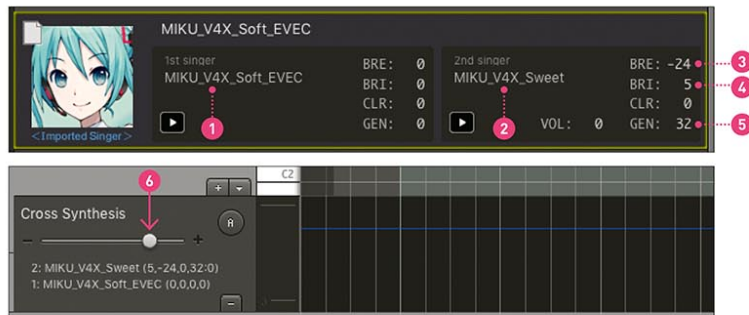 MIKU_V4X_Soft_EVEC
1st singer
MIKU_V4X_Soft_EVEC
BRE: 0
BRI: 0
CLR: 0
GEN: 0
2nd singer
MIKU_V4X_Sweet
BRE: -24
BRI: 5
CLR: 0
VOL: 0 GEN: 32
<Imported Singer>
1
2
3
4
5
6
+
C2
Cross Synthesis
R
- +
2: MIKU_V4X_Sweet (5,-24,0,32:0)
1: MIKU_V4X_Soft_EVEC (0,0,0,0)
-